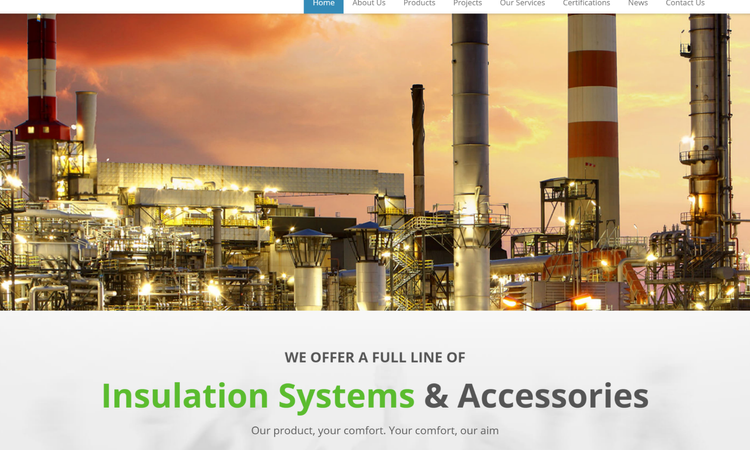 Home About Us Products Projects Our Services Certifications News Contact Us
WE OFFER A FULL LINE OF
Insulation Systems & Accessories
Our product, your comfort. Your comfort, our aim